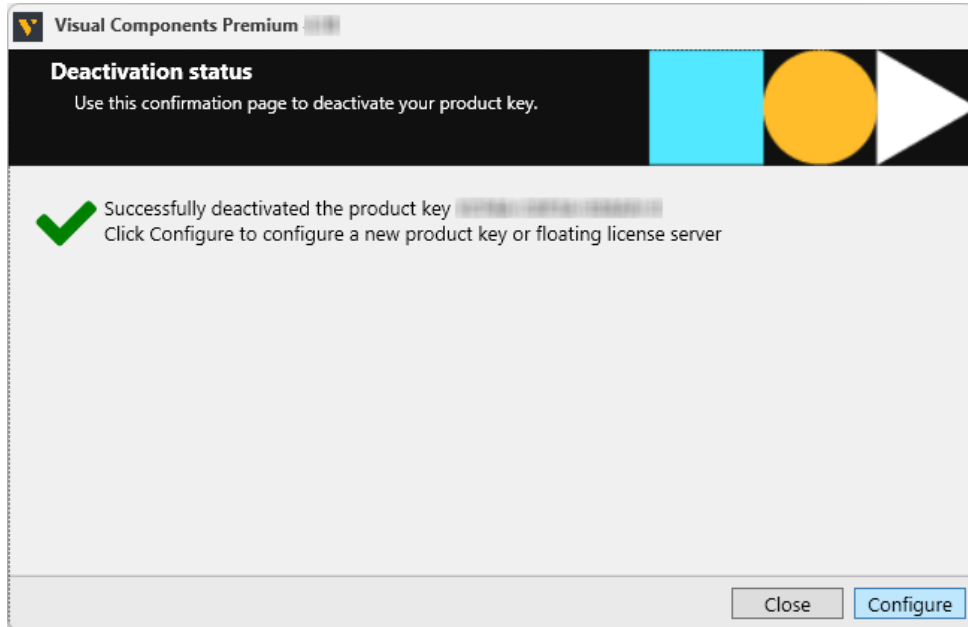 Visual Components Premium
Deactivation status
Use this confirmation page to deactivate your product key.
Successfully deactivated the product key
Click Configure to configure a new product key or floating license server
Close
Configure